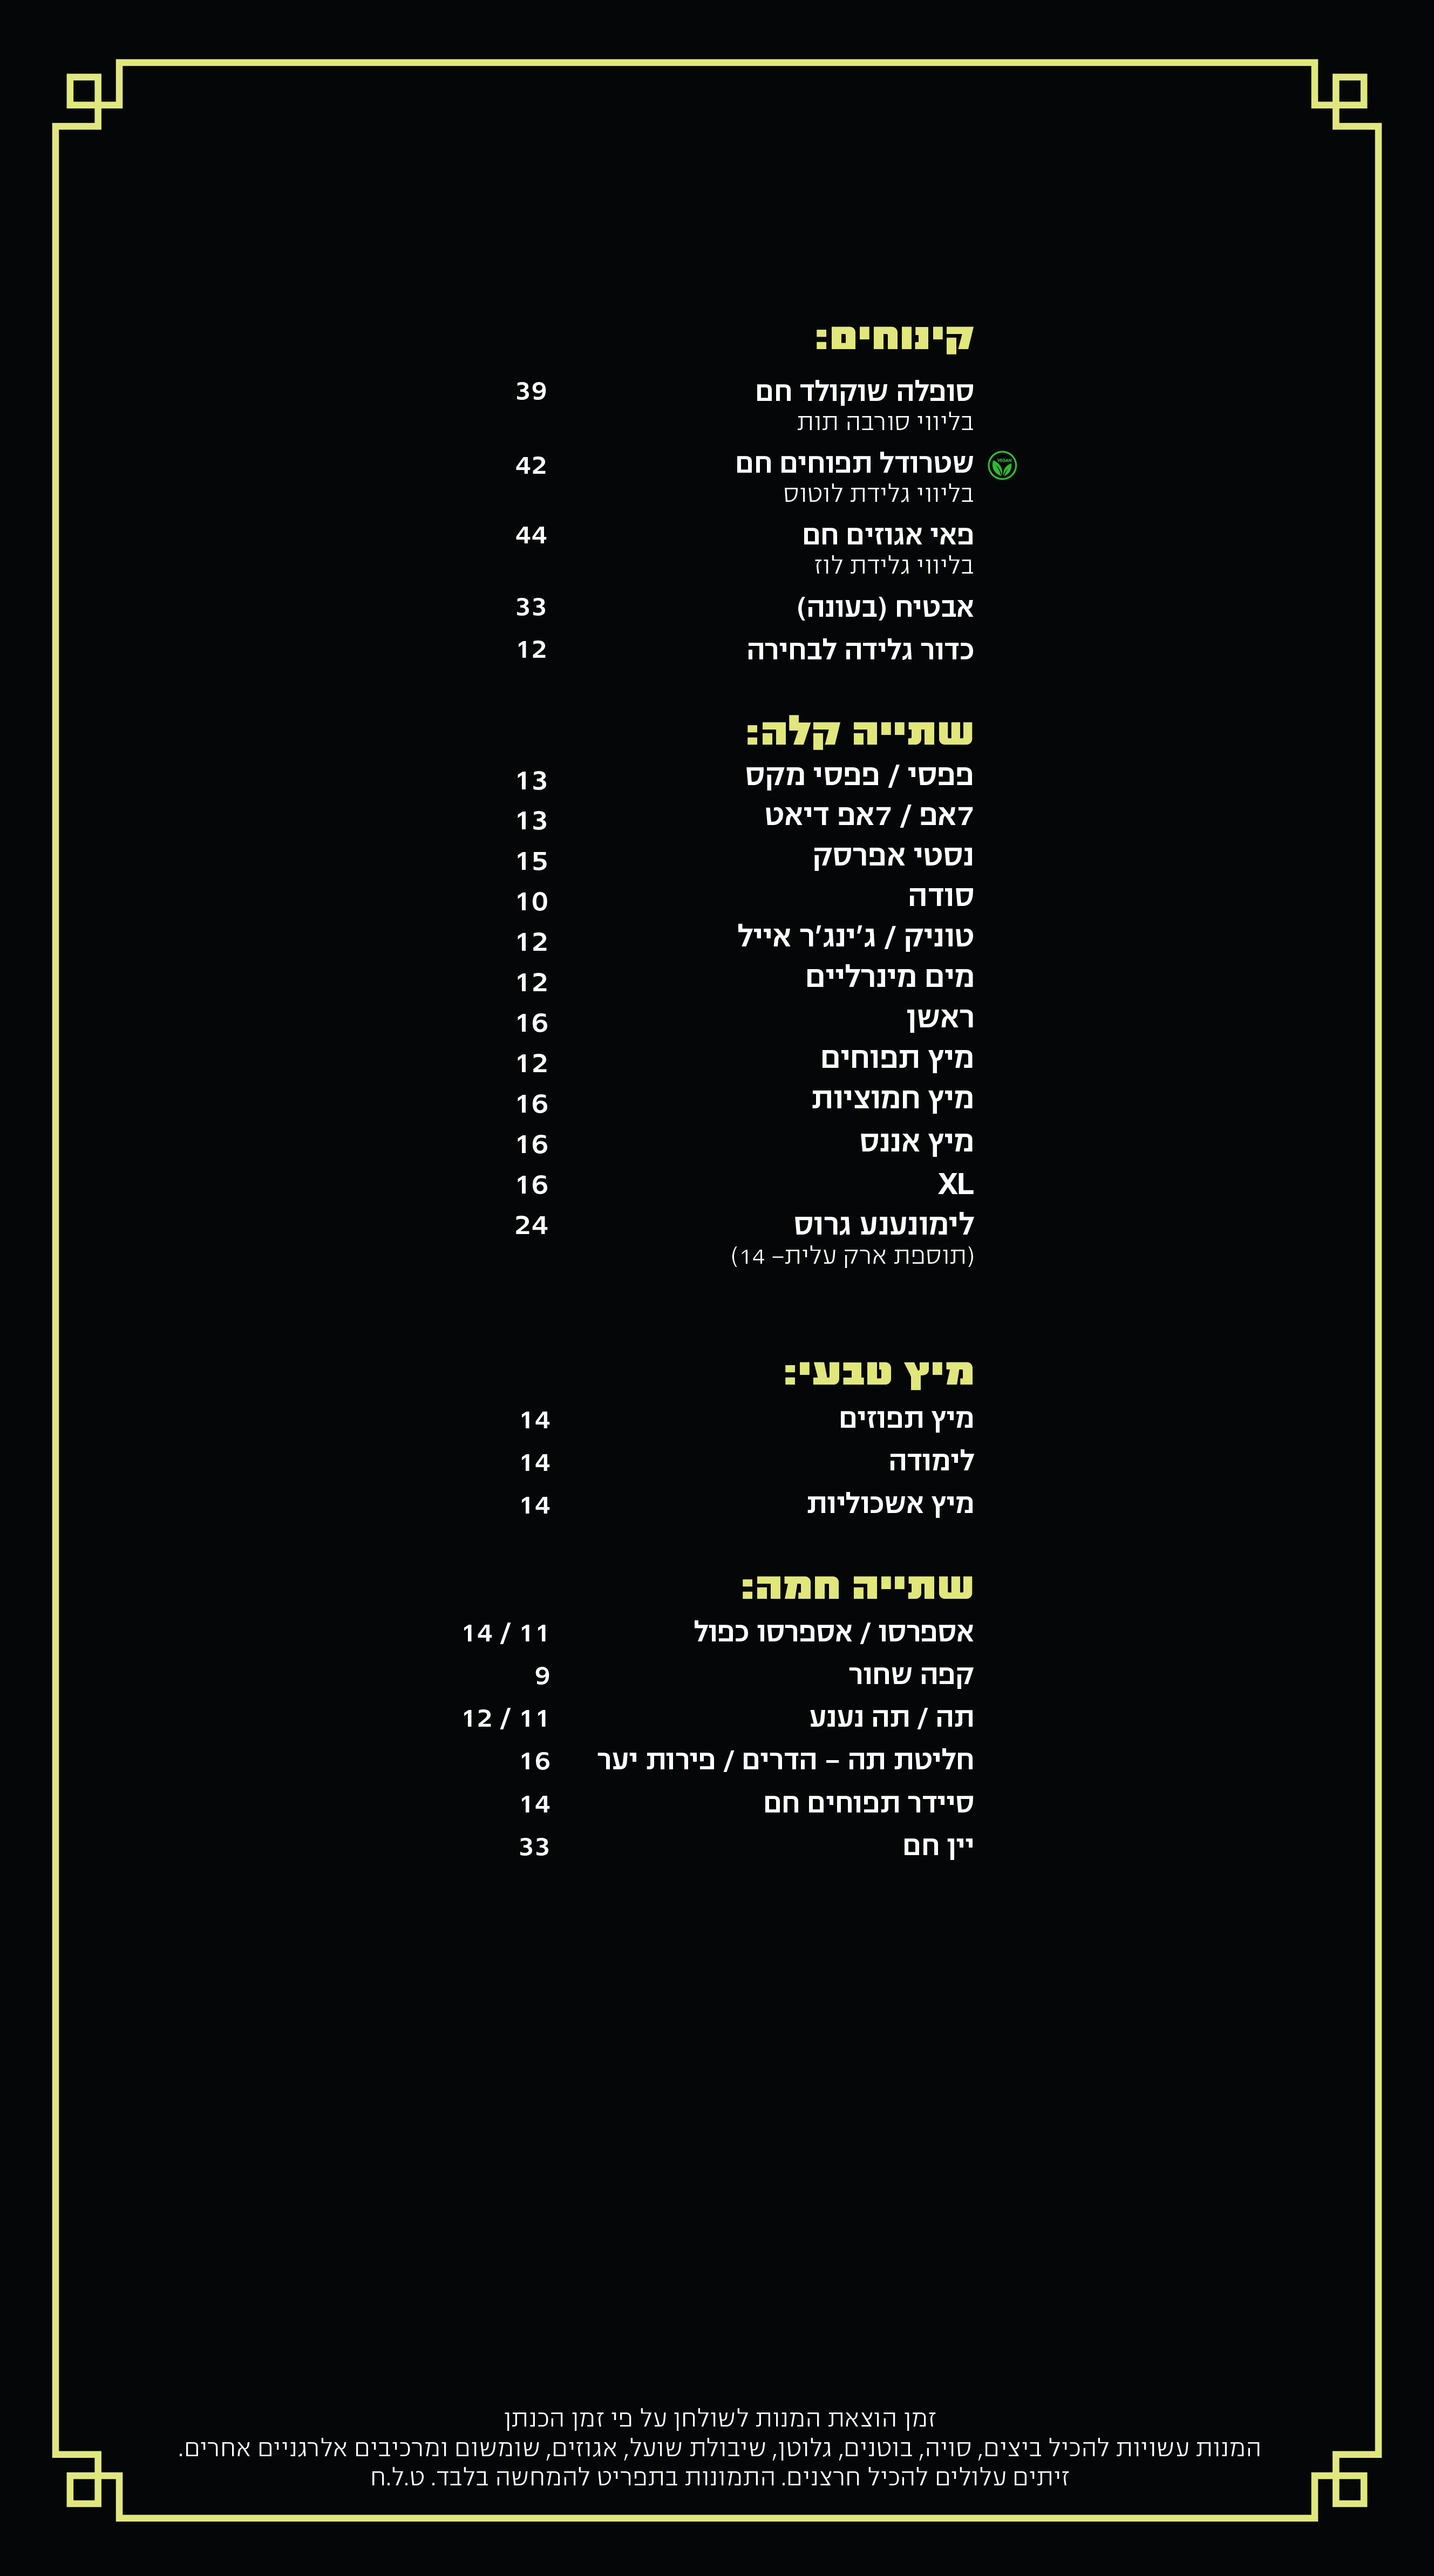 קינוחים:
סופלה שוקולד חם 39
בליווי סורבה תות
VEGAN שטרודל תפוחים חם 42
בליווי גלידת לוטוס
פאי אגוזים חם 44
בליווי גלידת לוז
אבטיח (בעונה) 33
כדור גלידה לבחירה 12
שתייה קלה:
פפסי / פפסי מקס 13
7אפ / 7אפ דיאט 13
נסטי אפרסק 15
סודה 10
טוניק / ג'ינג'ר אייל 12
מים מינרליים 12
ראשן 16
מיץ תפוחים 12
מיץ חמוציות 16
מיץ אננס 16
XL 16
לימונענע גרוס 24
(תוספת ארק עלית– 14)
מיץ טבעי:
מיץ תפוזים 14
לימודה 14
מיץ אשכוליות 14
שתייה חמה:
אספרסו / אספרסו כפול 11 / 14
קפה שחור 9
תה / תה נענע 11 / 12
חליטת תה – הדרים / פירות יער 16
סיידר תפוחים חם 14
יין חם 33
זמן הוצאת המנות לשולחן על פי זמן הכנתן
המנות עשויות להכיל ביצים, סויה, בוטנים, גלוטן, שיבולת שועל, אגוזים, שומשום ומרכיבים אלרגניים אחרים.
זיתים עלולים להכיל חרצנים. התמונות בתפריט להמחשה בלבד. ט.ל.ח